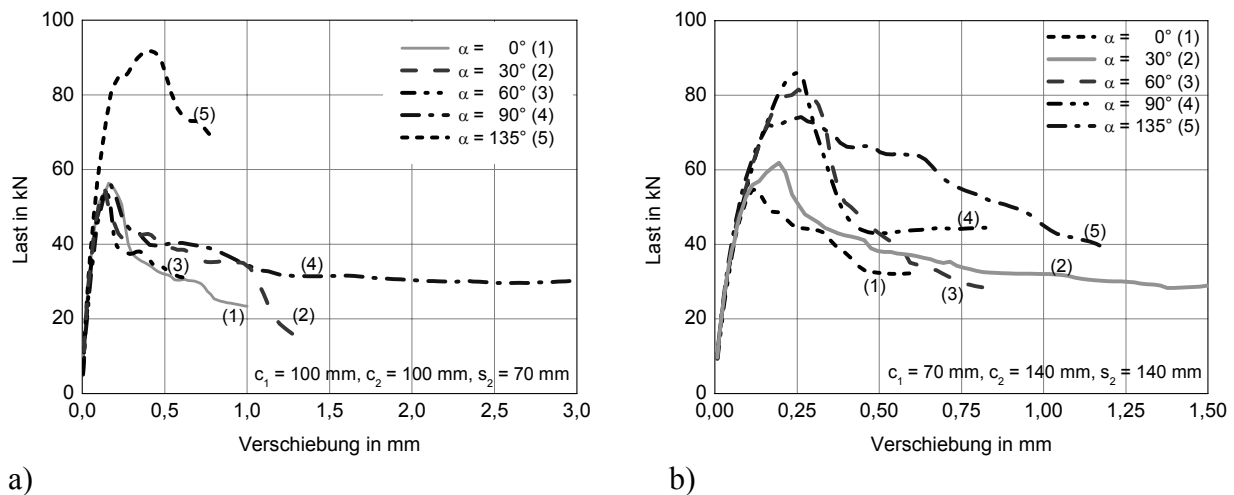 100
80
60
40
20
0
Last in kN
α = 0° (1)
α = 30° (2)
α = 60° (3)
α = 90° (4)
α = 135° (5)
(5)
(4)
(3)
(1)
(2)
c₁ = 100 mm, c₂ = 100 mm, s₂ = 70 mm
0,0 0,5 1,0 1,5 2,0 2,5 3,0
Verschiebung in mm
a)
100
80
60
40
20
0
Last in kN
α = 0° (1)
α = 30° (2)
α = 60° (3)
α = 90° (4)
α = 135° (5)
(4)
(5)
(2)
(1)
(3)
c₁ = 70 mm, c₂ = 140 mm, s₂ = 140 mm
0,00 0,25 0,50 0,75 1,00 1,25 1,50
Verschiebung in mm
b)